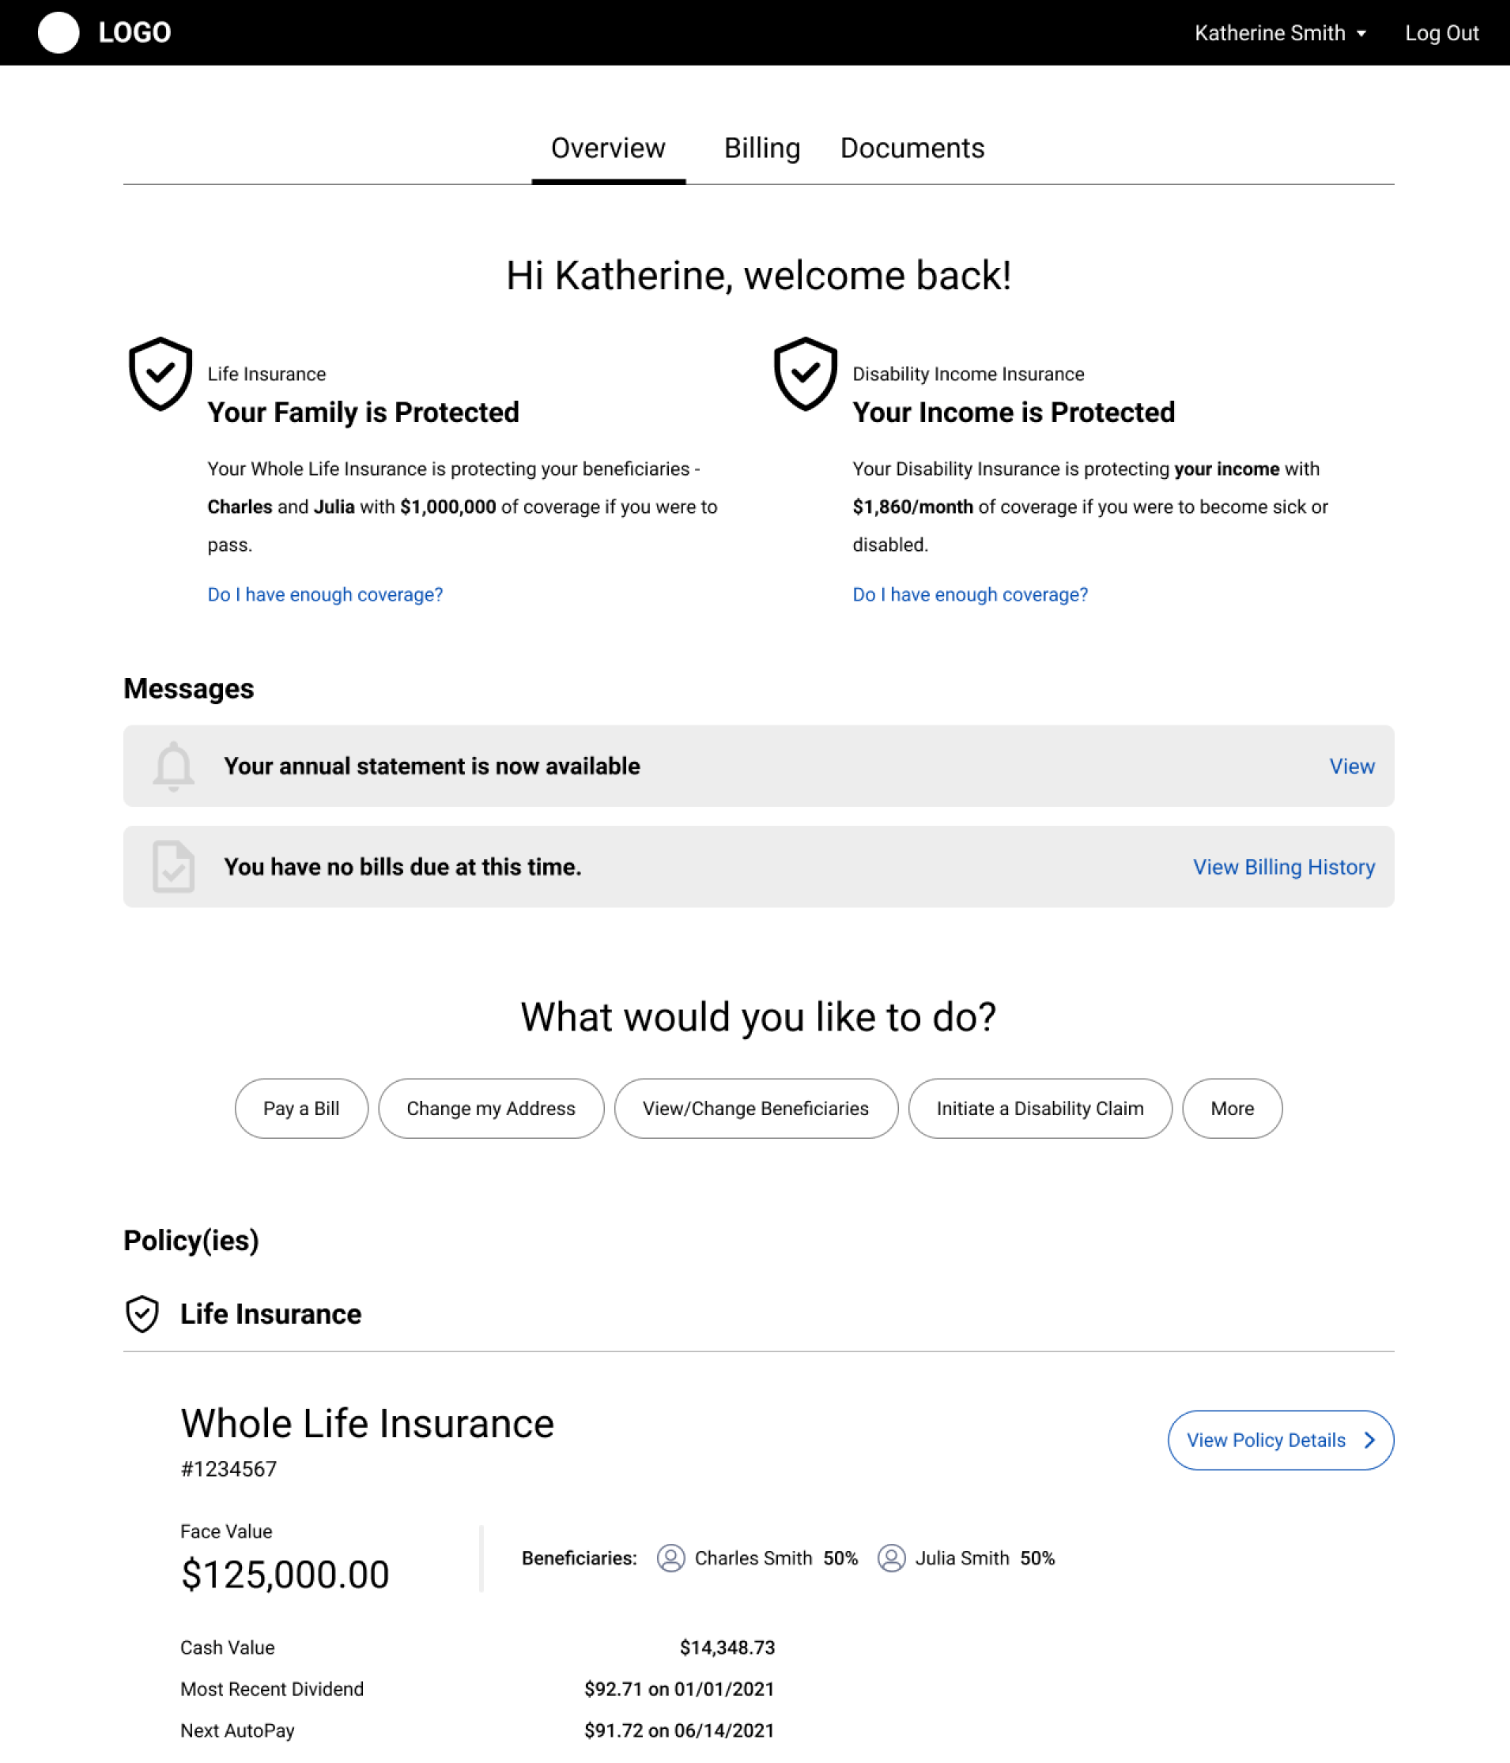 LOGO
Katherine Smith
Log Out
Overview
Billing
Documents
Hi Katherine, welcome back!
Life Insurance
Your Family is Protected
Your Whole Life Insurance is protecting your beneficiaries -
Charles and Julia with $1,000,000 of coverage if you were to
pass.
Do I have enough coverage?
Disability Income Insurance
Your Income is Protected
Your Disability Insurance is protecting your income with
$1,860/month of coverage if you were to become sick or
disabled.
Do I have enough coverage?
Messages
Your annual statement is now available
View
You have no bills due at this time.
View Billing History
What would you like to do?
Pay a Bill
Change my Address
View/Change Beneficiaries
Initiate a Disability Claim
More
Policy(ies)
Life Insurance
Whole Life Insurance
#1234567
View Policy Details
Face Value
$125,000.00
Beneficiaries: Charles Smith 50% Julia Smith 50%
Cash Value $14,348.73
Most Recent Dividend $92.71 on 01/01/2021
Next AutoPay $91.72 on 06/14/2021